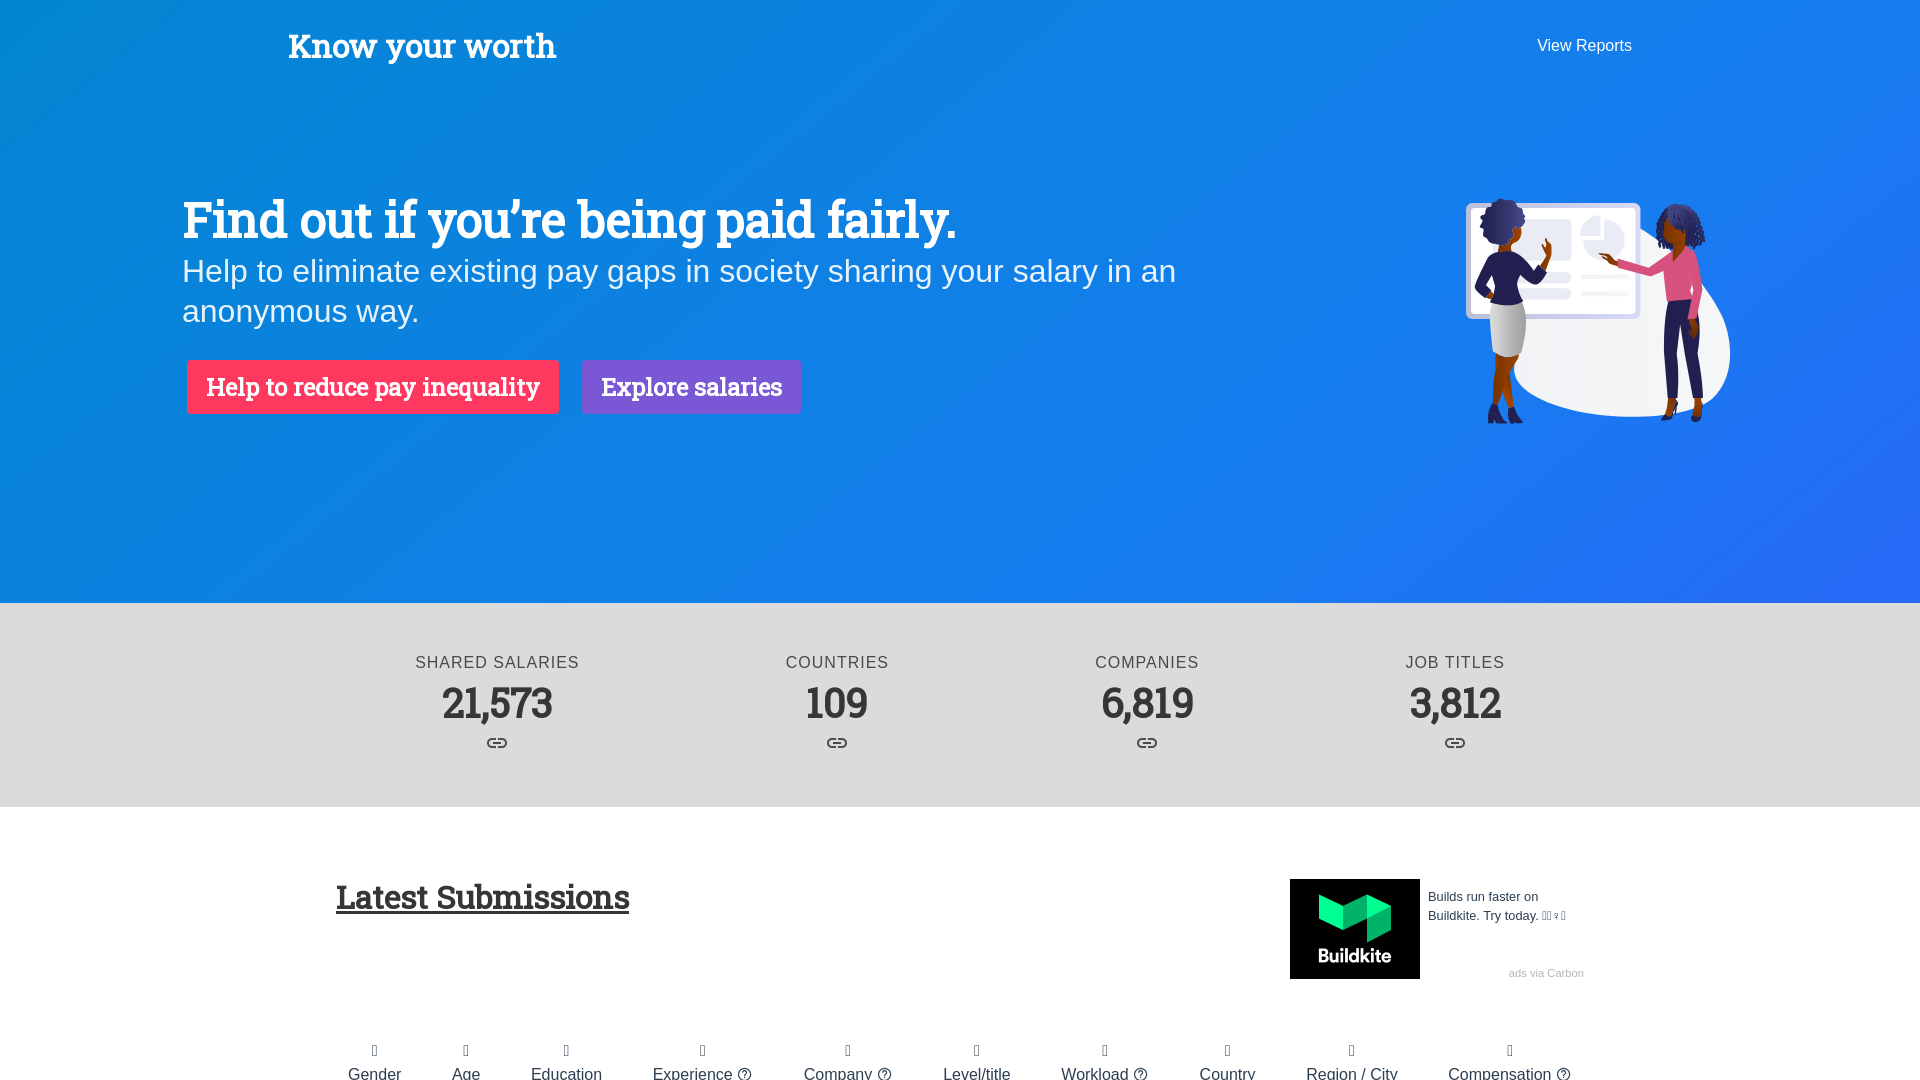 Know your worth
View Reports
Find out if you’re being paid fairly.
Help to eliminate existing pay gaps in society sharing your salary in an
anonymous way.
Help to reduce pay inequality
Explore salaries
SHARED SALARIES
21,573
COUNTRIES
109
COMPANIES
6,819
JOB TITLES
3,812
Latest Submissions
Buildkite
Builds run faster on
Buildkite. Try today.
ads via Carbon
Gender
Age
Education
Experience
Company
Level/title
Workload
Country
Region / City
Compensation